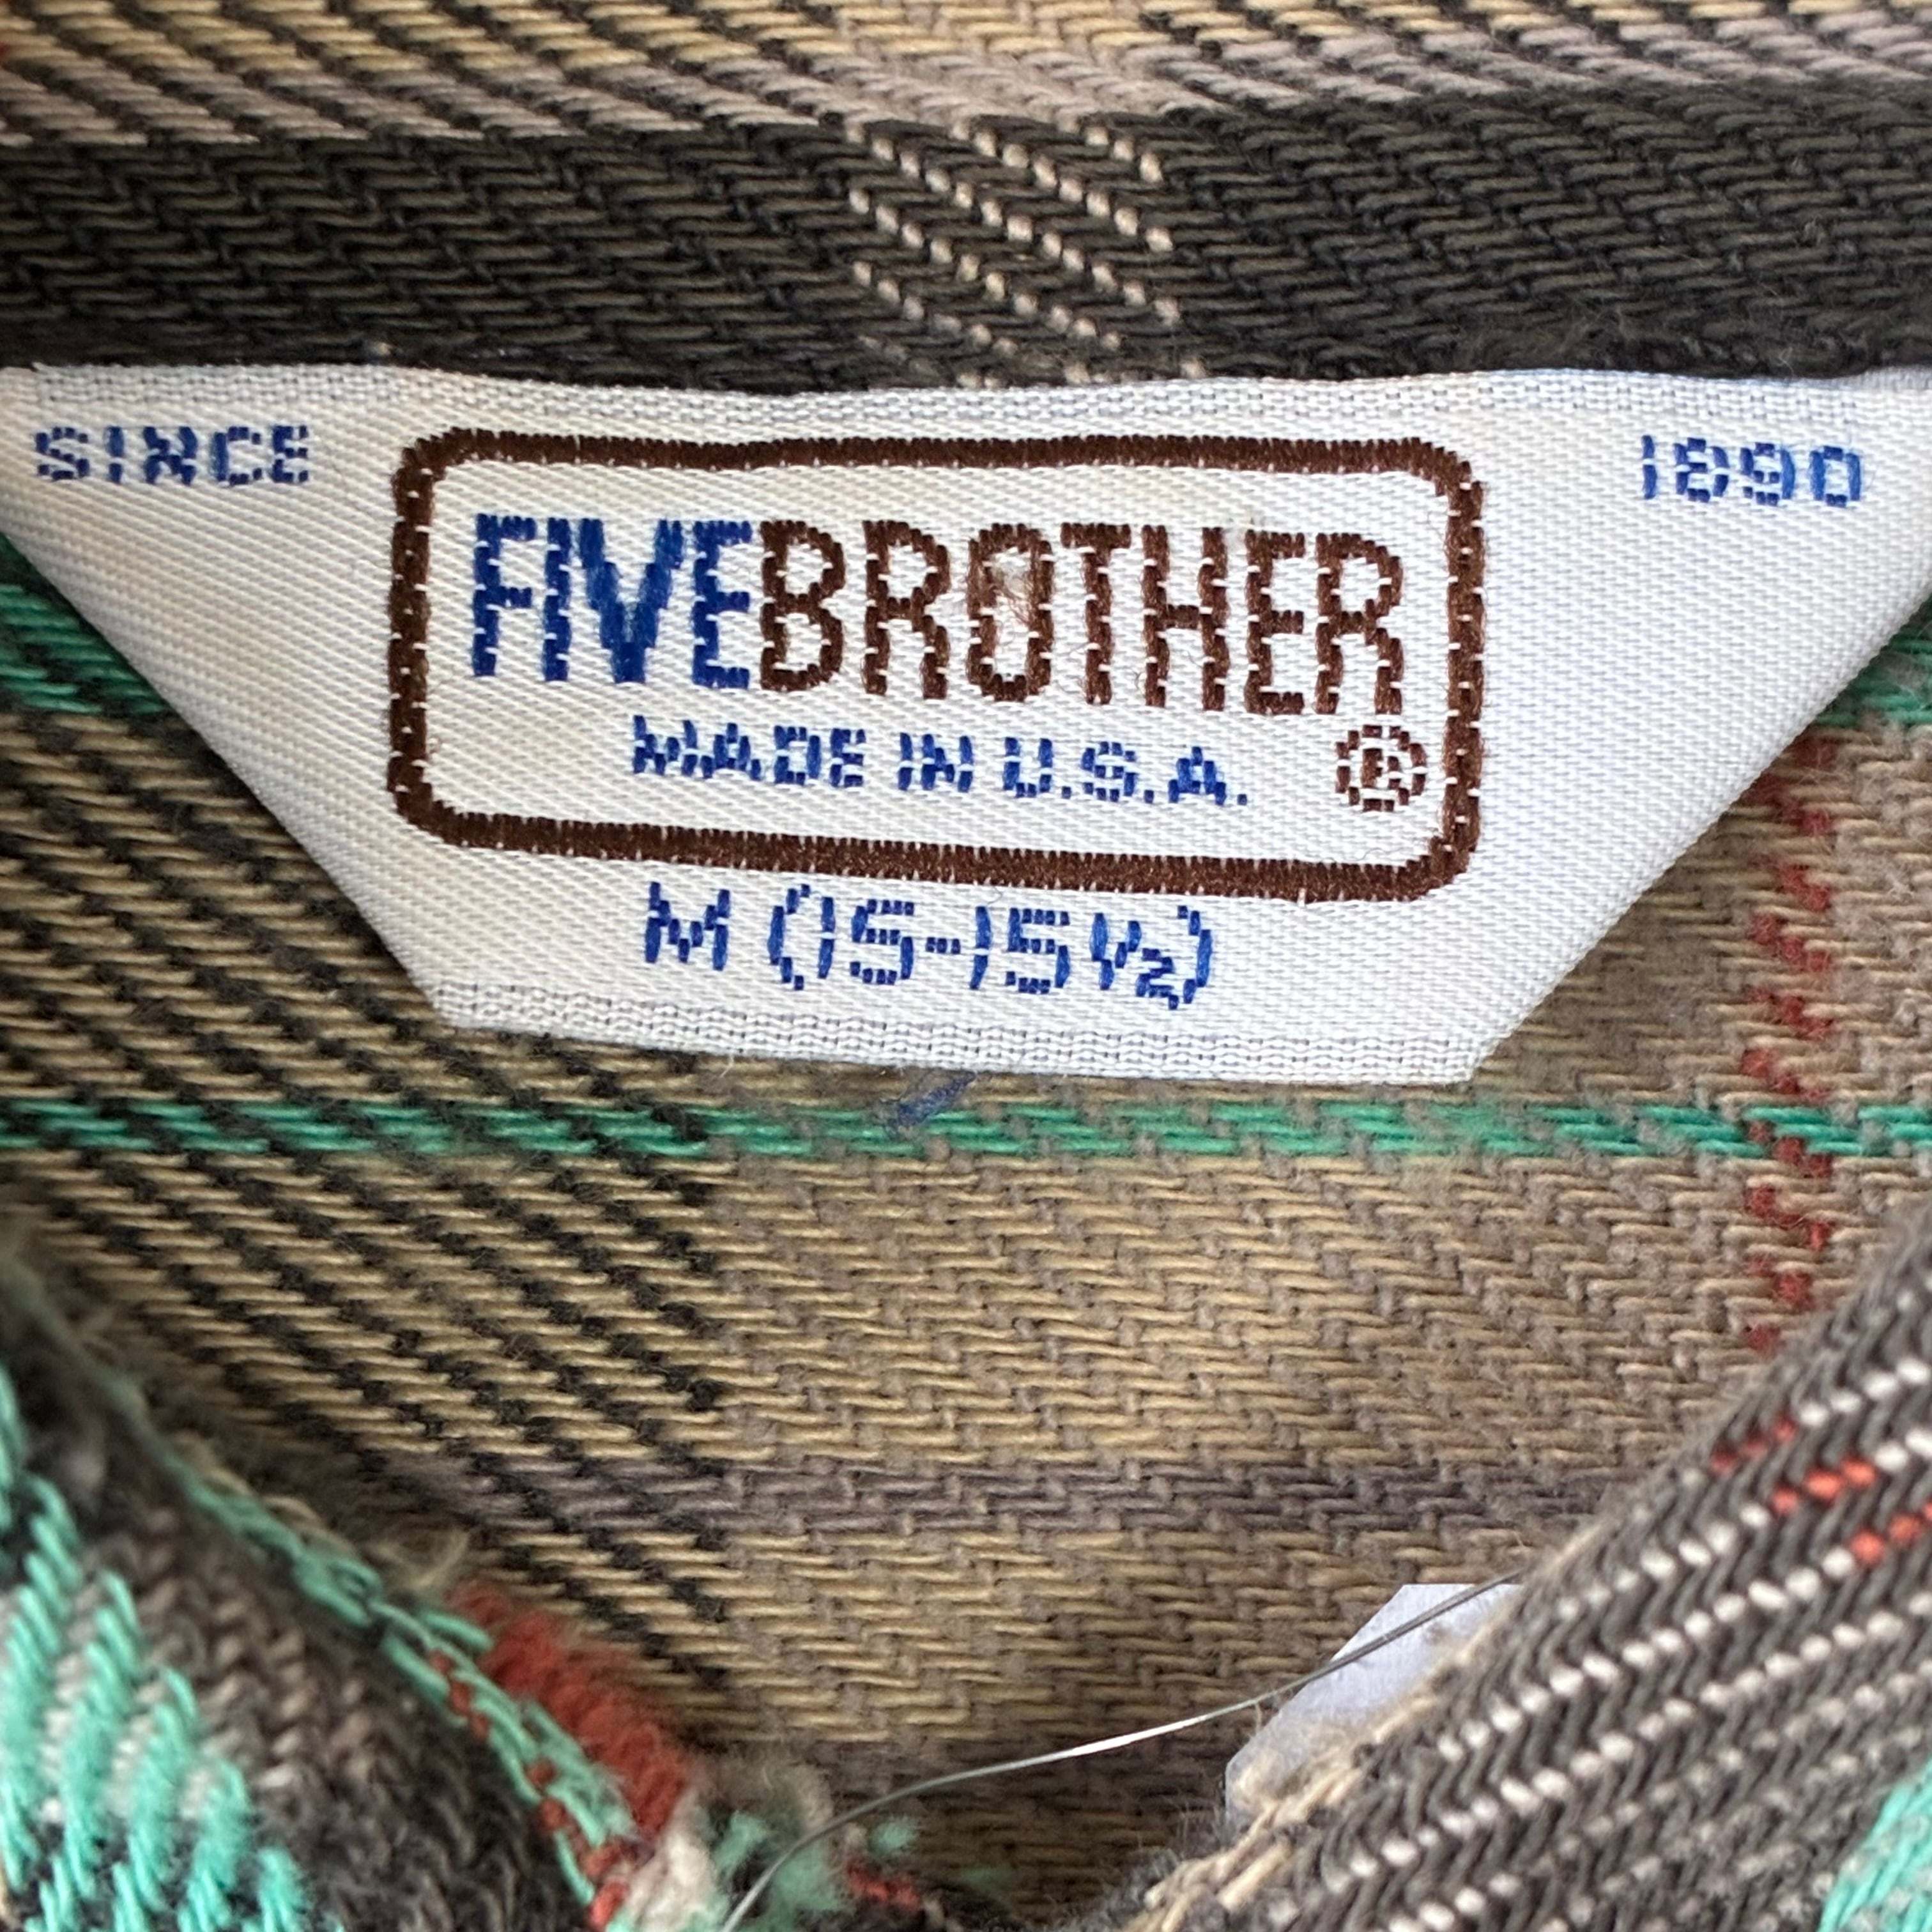 SINCE 1890
FIVEBROTHER
MADE IN U.S.A. ®
M (15-15½)